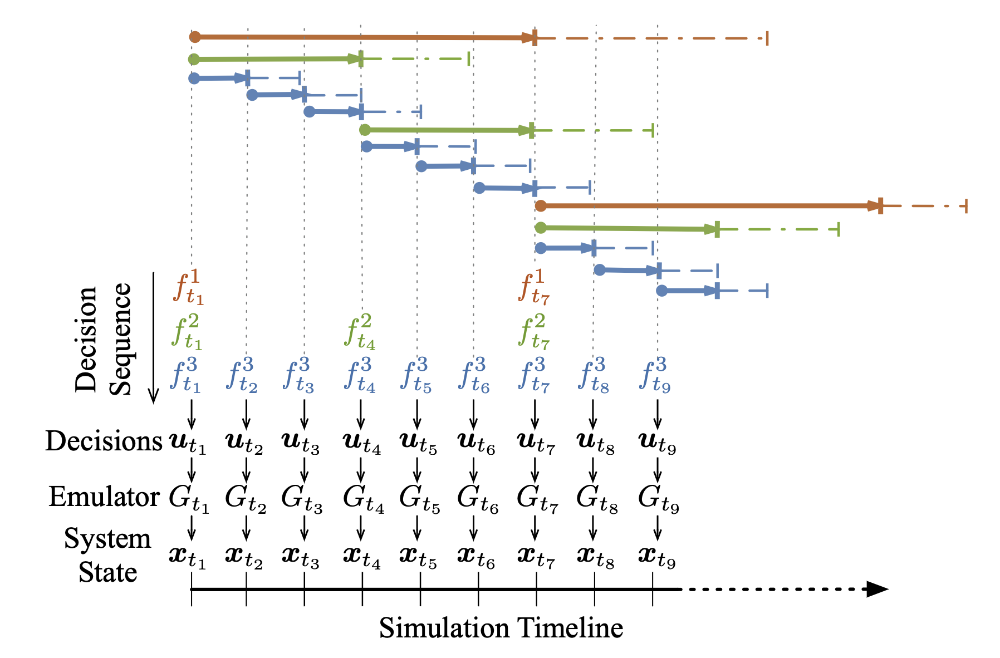 Decision
Sequence
f^1_{t_1} f^1_{t_7}
f^2_{t_1} f^2_{t_4} f^2_{t_7}
f^3_{t_1} f^3_{t_2} f^3_{t_3} f^3_{t_4} f^3_{t_5} f^3_{t_6} f^3_{t_7} f^3_{t_8} f^3_{t_9}
Decisions u_{t_1} u_{t_2} u_{t_3} u_{t_4} u_{t_5} u_{t_6} u_{t_7} u_{t_8} u_{t_9}
Emulator G_{t_1} G_{t_2} G_{t_3} G_{t_4} G_{t_5} G_{t_6} G_{t_7} G_{t_8} G_{t_9}
System
State x_{t_1} x_{t_2} x_{t_3} x_{t_4} x_{t_5} x_{t_6} x_{t_7} x_{t_8} x_{t_9}
Simulation Timeline